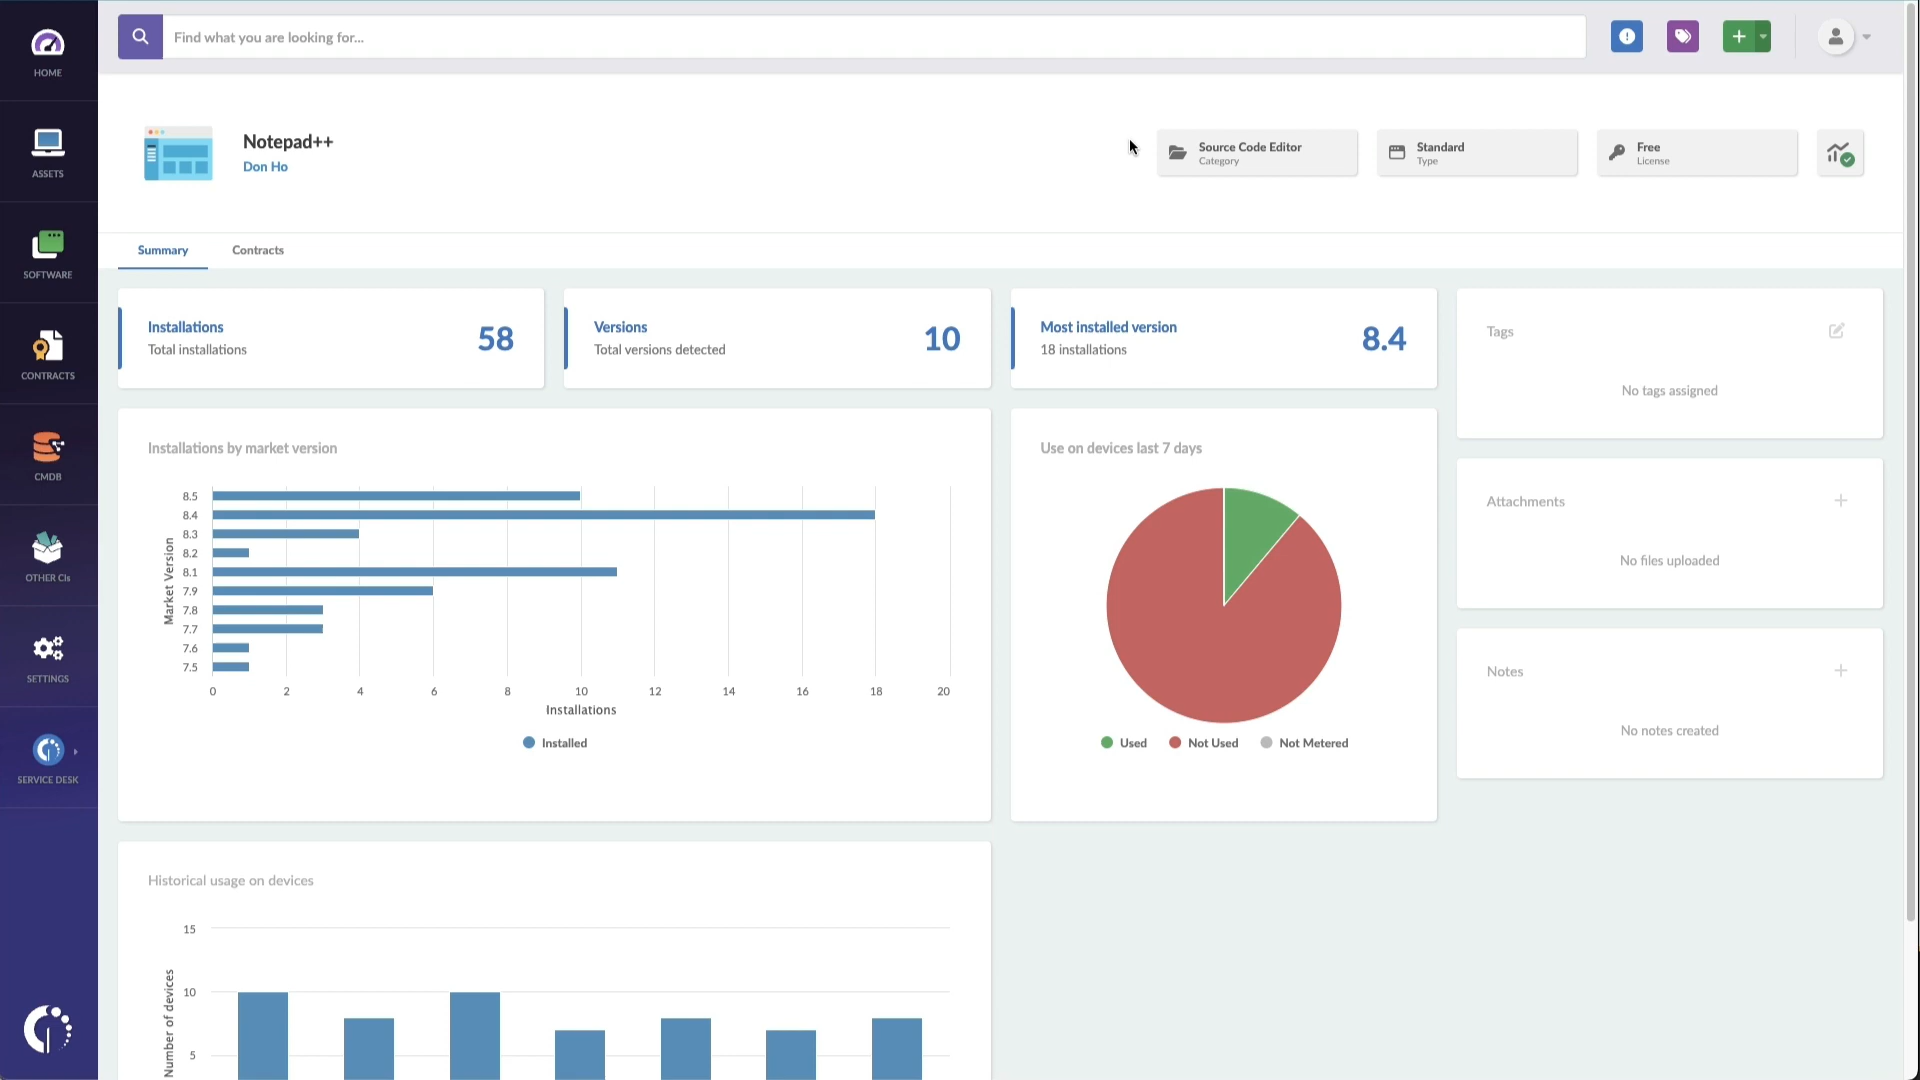 Find what you are looking for...
HOME
ASSETS
SOFTWARE
CONTRACTS
CMDB
OTHER CIs
SETTINGS
SERVICE DESK
Notepad++
Don Ho
Source Code Editor
Category
Standard
Type
Free
License
Summary
Contracts
Installations
Total installations
58
Versions
Total versions detected
10
Most installed version
18 installations
8.4
Tags
No tags assigned
Installations by market version
Market Version
8.5
8.4
8.3
8.2
8.1
7.9
7.8
7.7
7.6
7.5
0 2 4 6 8 10 12 14 16 18 20
Installations
Installed
Use on devices last 7 days
Used Not Used Not Metered
Attachments
No files uploaded
Notes
No notes created
Historical usage on devices
Number of devices
15
10
5